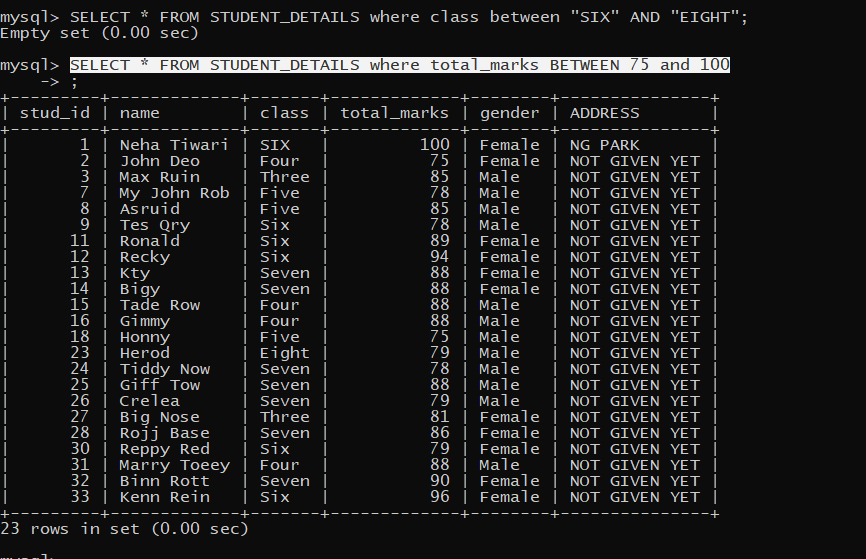 mysql> SELECT * FROM STUDENT_DETAILS where class between "SIX" AND "EIGHT";
Empty set (0.00 sec)
mysql> SELECT * FROM STUDENT_DETAILS where total_marks BETWEEN 75 and 100
    -> ;
+---------+-------------+-------+-------------+--------+---------------+
| stud_id | name        | class | total_marks | gender | ADDRESS       |
+---------+-------------+-------+-------------+--------+---------------+
|       1 | Neha Tiwari | SIX   |         100 | Female | NG PARK       |
|       2 | John Deo    | Four  |          75 | Female | NOT GIVEN YET |
|       3 | Max Ruin    | Three |          85 | Male   | NOT GIVEN YET |
|       7 | My John Rob | Five  |          78 | Male   | NOT GIVEN YET |
|       8 | Asruid      | Five  |          85 | Male   | NOT GIVEN YET |
|       9 | Tes Qry     | Six   |          78 | Male   | NOT GIVEN YET |
|      11 | Ronald      | Six   |          89 | Female | NOT GIVEN YET |
|      12 | Recky       | Six   |          94 | Female | NOT GIVEN YET |
|      13 | Kty         | Seven |          88 | Female | NOT GIVEN YET |
|      14 | Bigy        | Seven |          88 | Female | NOT GIVEN YET |
|      15 | Tade Row    | Four  |          88 | Male   | NOT GIVEN YET |
|      16 | Gimmy       | Four  |          88 | Male   | NOT GIVEN YET |
|      18 | Honny       | Five  |          75 | Male   | NOT GIVEN YET |
|      23 | Herod       | Eight |          79 | Male   | NOT GIVEN YET |
|      24 | Tiddy Now   | Seven |          78 | Male   | NOT GIVEN YET |
|      25 | Giff Tow    | Seven |          88 | Male   | NOT GIVEN YET |
|      26 | Crelea      | Seven |          79 | Male   | NOT GIVEN YET |
|      27 | Big Nose    | Three |          81 | Female | NOT GIVEN YET |
|      28 | Rojj Base   | Seven |          86 | Female | NOT GIVEN YET |
|      30 | Reppy Red   | Six   |          79 | Female | NOT GIVEN YET |
|      31 | Marry Toeey | Four  |          88 | Male   | NOT GIVEN YET |
|      32 | Binn Rott   | Seven |          90 | Female | NOT GIVEN YET |
|      33 | Kenn Rein   | Six   |          96 | Female | NOT GIVEN YET |
+---------+-------------+-------+-------------+--------+---------------+
23 rows in set (0.00 sec)
mysql>